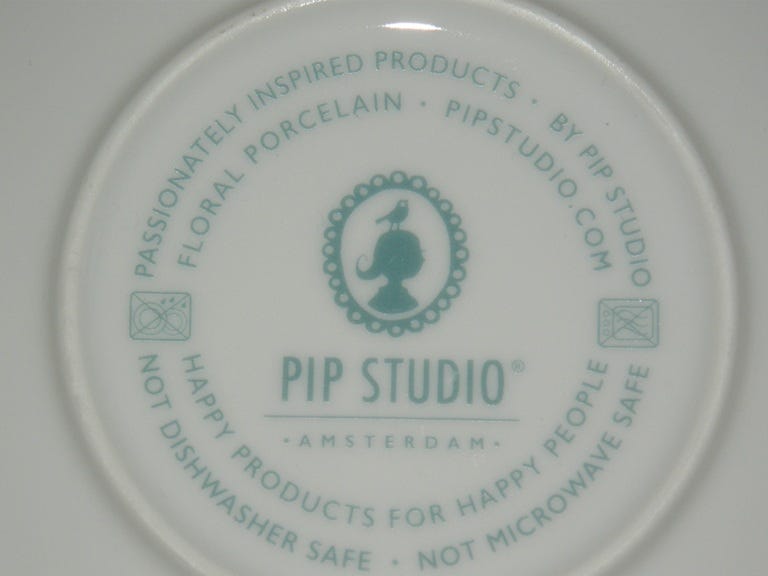 PASSIONATELY INSPIRED PRODUCTS · BY PIP STUDIO
FLORAL PORCELAIN · PIPSTUDIO.COM
PIP STUDIO®
·AMSTERDAM·
HAPPY PRODUCTS FOR HAPPY PEOPLE
NOT DISHWASHER SAFE · NOT MICROWAVE SAFE